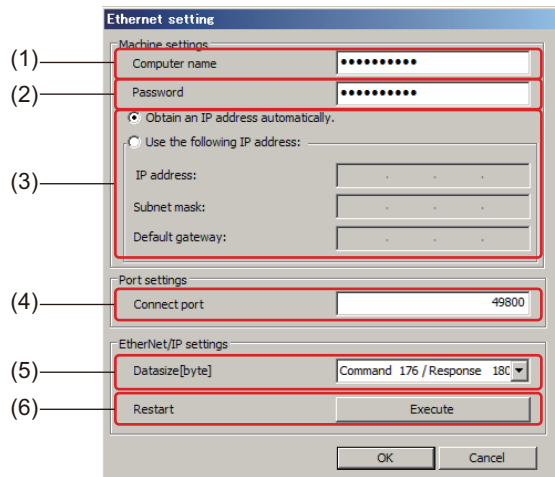 Ethernet setting
Machine settings
(1) Computer name ●●●●●●●●●●
(2) Password ●●●●●●●●●●
Obtain an IP address automatically.
Use the following IP address:
(3)
IP address: . . .
Subnet mask: . . .
Default gateway: . . .
Port settings
(4) Connect port 49800
EtherNet/IP settings
(5) Datasize[byte] Command 176 / Response 180
(6) Restart Execute
OK Cancel